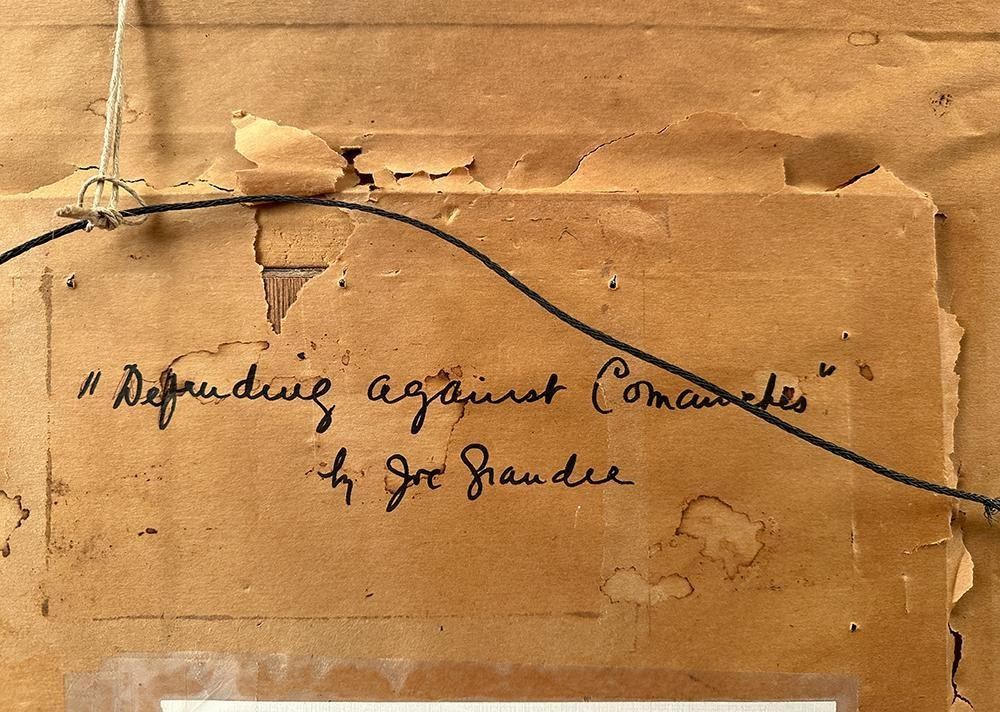 "Defending against Comanches"
by Joe Grandee